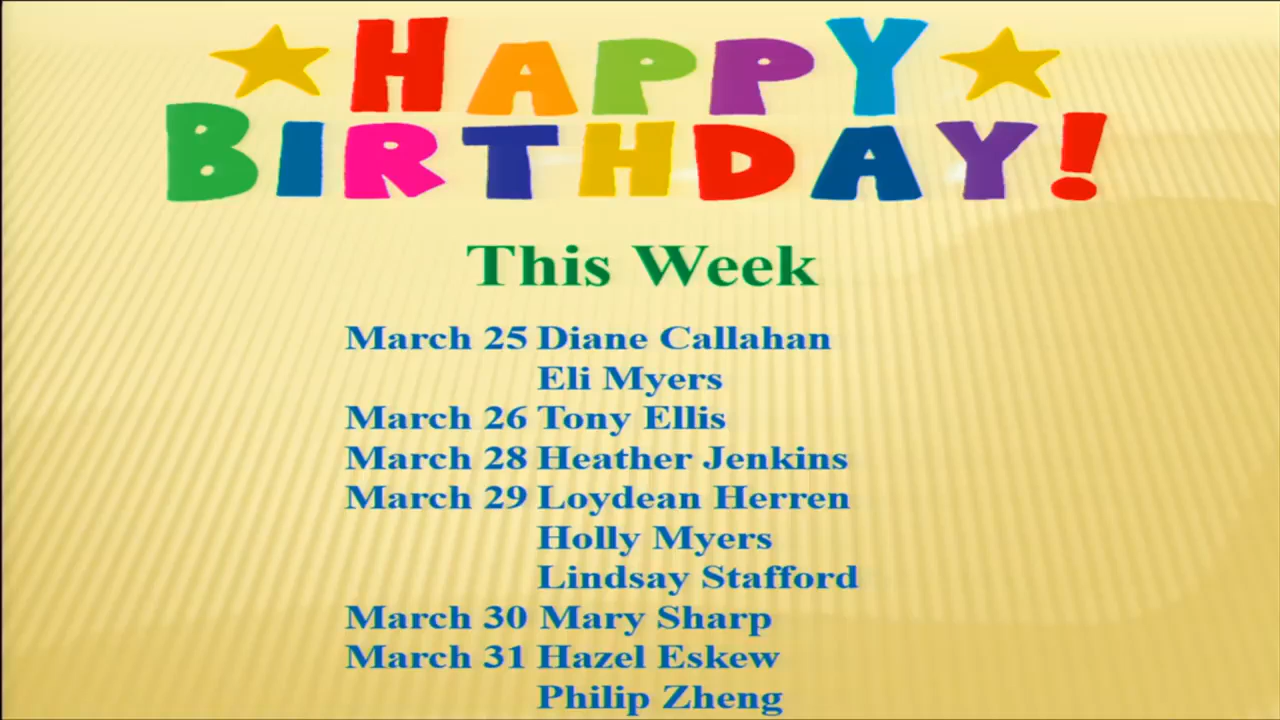 HAPPY
BIRTHDAY!
This Week
March 25 Diane Callahan
Eli Myers
March 26 Tony Ellis
March 28 Heather Jenkins
March 29 Loydean Herren
Holly Myers
Lindsay Stafford
March 30 Mary Sharp
March 31 Hazel Eskew
Philip Zheng